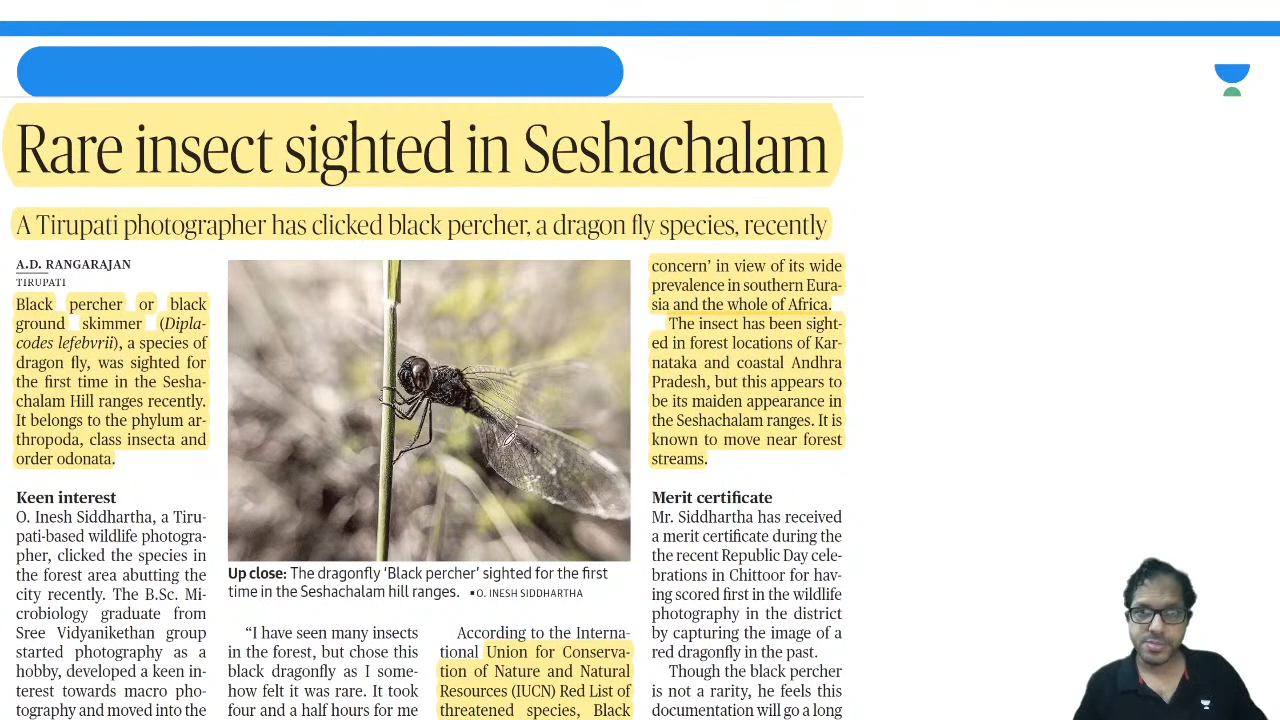 Rare insect sighted in Seshachalam
A Tirupati photographer has clicked black percher, a dragon fly species, recently
A.D. RANGARAJAN
TIRUPATI
Black percher or black
ground skimmer (Dipla-
codes lefebvrii), a species of
dragon fly, was sighted for
the first time in the Sesha-
chalam Hill ranges recently.
It belongs to the phylum ar-
thropoda, class insecta and
order odonata.
Keen interest
O. Inesh Siddhartha, a Tiru-
pati-based wildlife photogra-
pher, clicked the species in
the forest area abutting the
city recently. The B.Sc. Mi-
crobiology graduate from
Sree Vidyanikethan group
started photography as a
hobby, developed a keen in-
terest towards macro pho-
tography and moved into the
Up close: The dragonfly ‘Black percher’ sighted for the first
time in the Seshachalam hill ranges. ▪ O. INESH SIDDHARTHA
“I have seen many insects
in the forest, but chose this
black dragonfly as I some-
how felt it was rare. It took
four and a half hours for me
According to the Interna-
tional Union for Conserva-
tion of Nature and Natural
Resources (IUCN) Red List of
threatened species, Black
concern’ in view of its wide
prevalence in southern Eura-
sia and the whole of Africa.
The insect has been sight-
ed in forest locations of Kar-
nataka and coastal Andhra
Pradesh, but this appears to
be its maiden appearance in
the Seshachalam ranges. It is
known to move near forest
streams.
Merit certificate
Mr. Siddhartha has received
a merit certificate during the
the recent Republic Day cele-
brations in Chittoor for hav-
ing scored first in the wildlife
photography in the district
by capturing the image of a
red dragonfly in the past.
Though the black percher
is not a rarity, he feels this
documentation will go a long